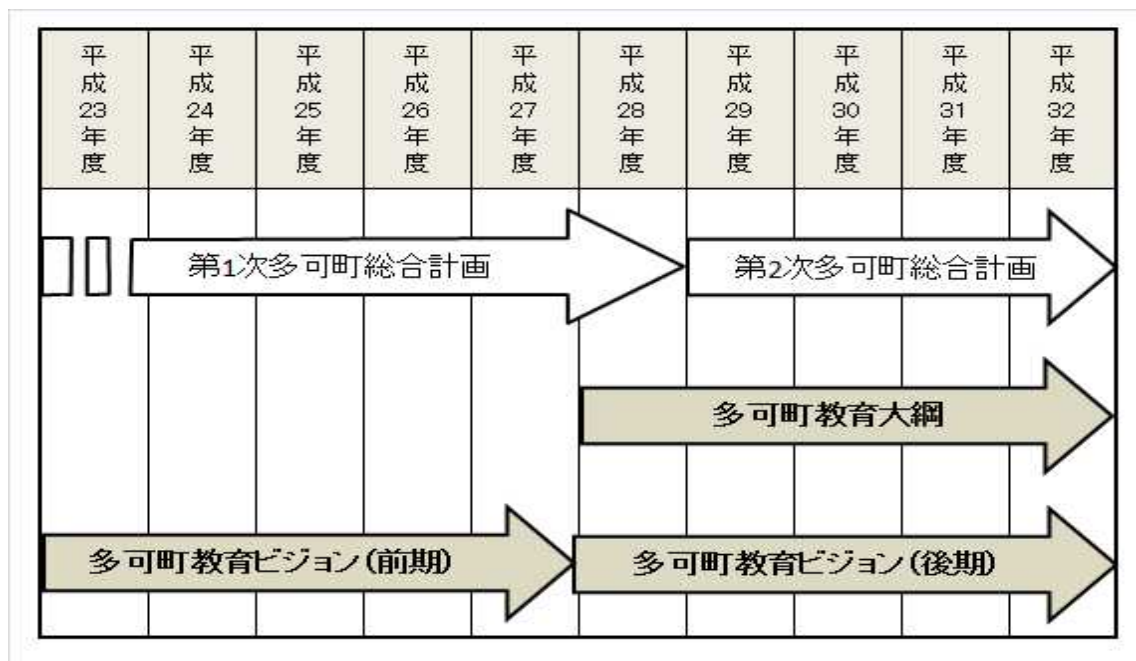 平成23年度
平成24年度
平成25年度
平成26年度
平成27年度
平成28年度
平成29年度
平成30年度
平成31年度
平成32年度
第1次多可町総合計画
第2次多可町総合計画
多可町教育大綱
多可町教育ビジョン(前期)
多可町教育ビジョン(後期)